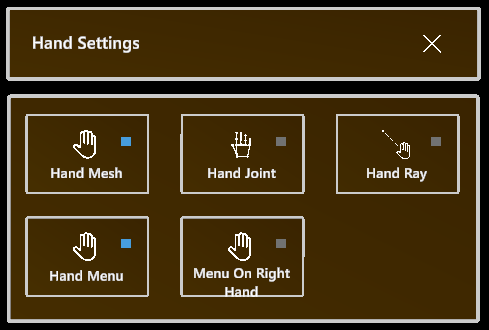 Hand Settings
Hand Mesh
Hand Joint
Hand Ray
Hand Menu
Menu On Right
Hand